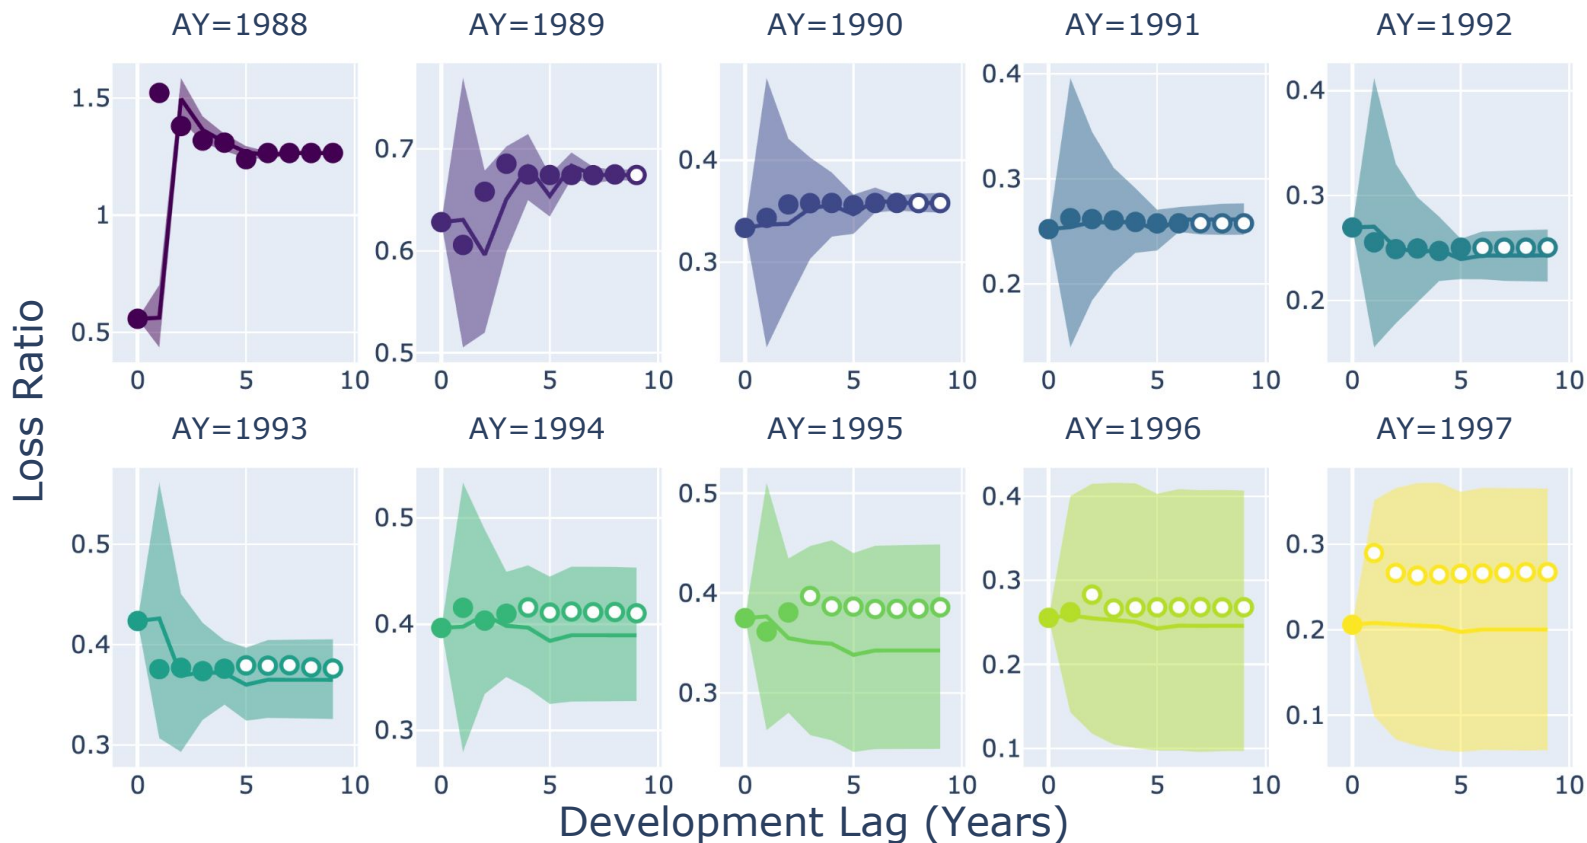 AY=1988 AY=1989 AY=1990 AY=1991 AY=1992
1.5 0.7 0.4 0.4 0.4
1 0.6 0.3 0.3 0.3
0.5 0.5 0.2 0.2
0 5 10 0 5 10 0 5 10 0 5 10 0 5 10
Loss Ratio
AY=1993 AY=1994 AY=1995 AY=1996 AY=1997
0.5 0.5 0.5 0.4 0.3
0.4 0.4 0.4 0.3 0.2
0.3 0.3 0.3 0.2 0.1
0.1
0 5 10 0 5 10 0 5 10 0 5 10 0 5 10
Development Lag (Years)